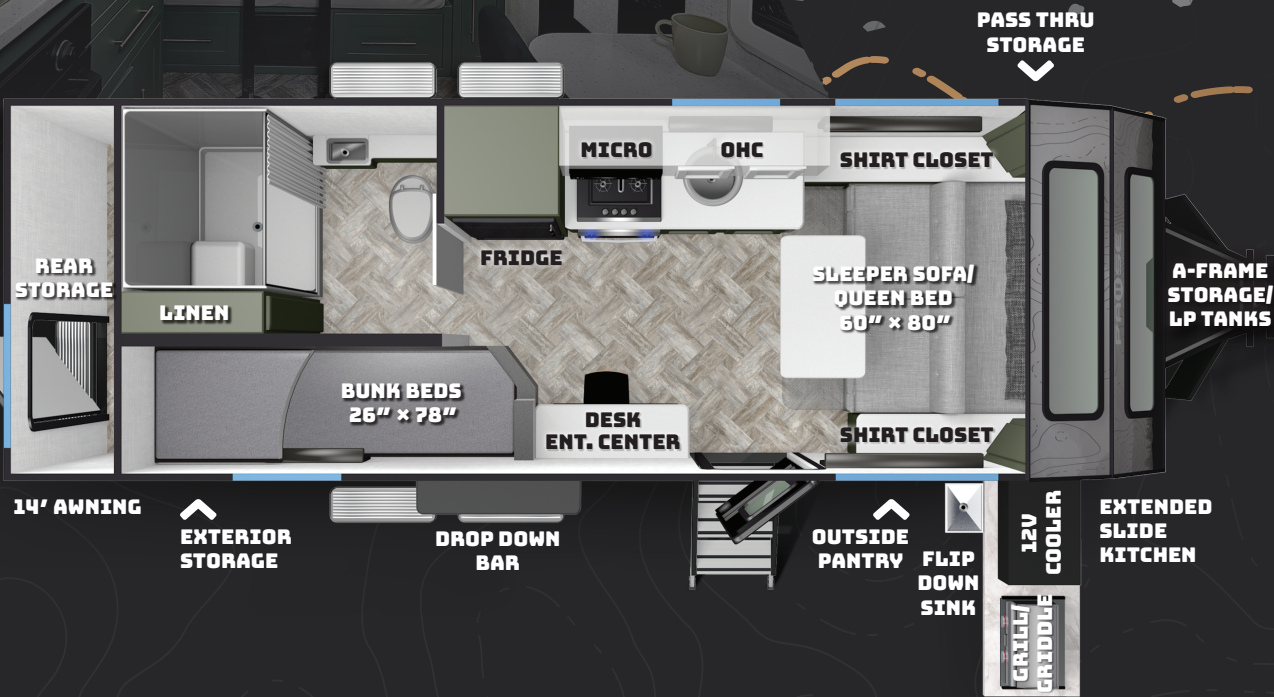 PASS THRU
STORAGE
MICRO
OHC
SHIRT CLOSET
FRIDGE
REAR
STORAGE
LINEN
SLEEPER SOFA/
QUEEN BED
60” × 80”
A-FRAME
STORAGE/
LP TANKS
BUNK BEDS
26” × 78”
DESK
ENT. CENTER
SHIRT CLOSET
14’ AWNING
EXTERIOR
STORAGE
DROP DOWN
BAR
OUTSIDE
PANTRY
FLIP
DOWN
SINK
12V
COOLER
EXTENDED
SLIDE
KITCHEN
GRILL/
GRIDDLE